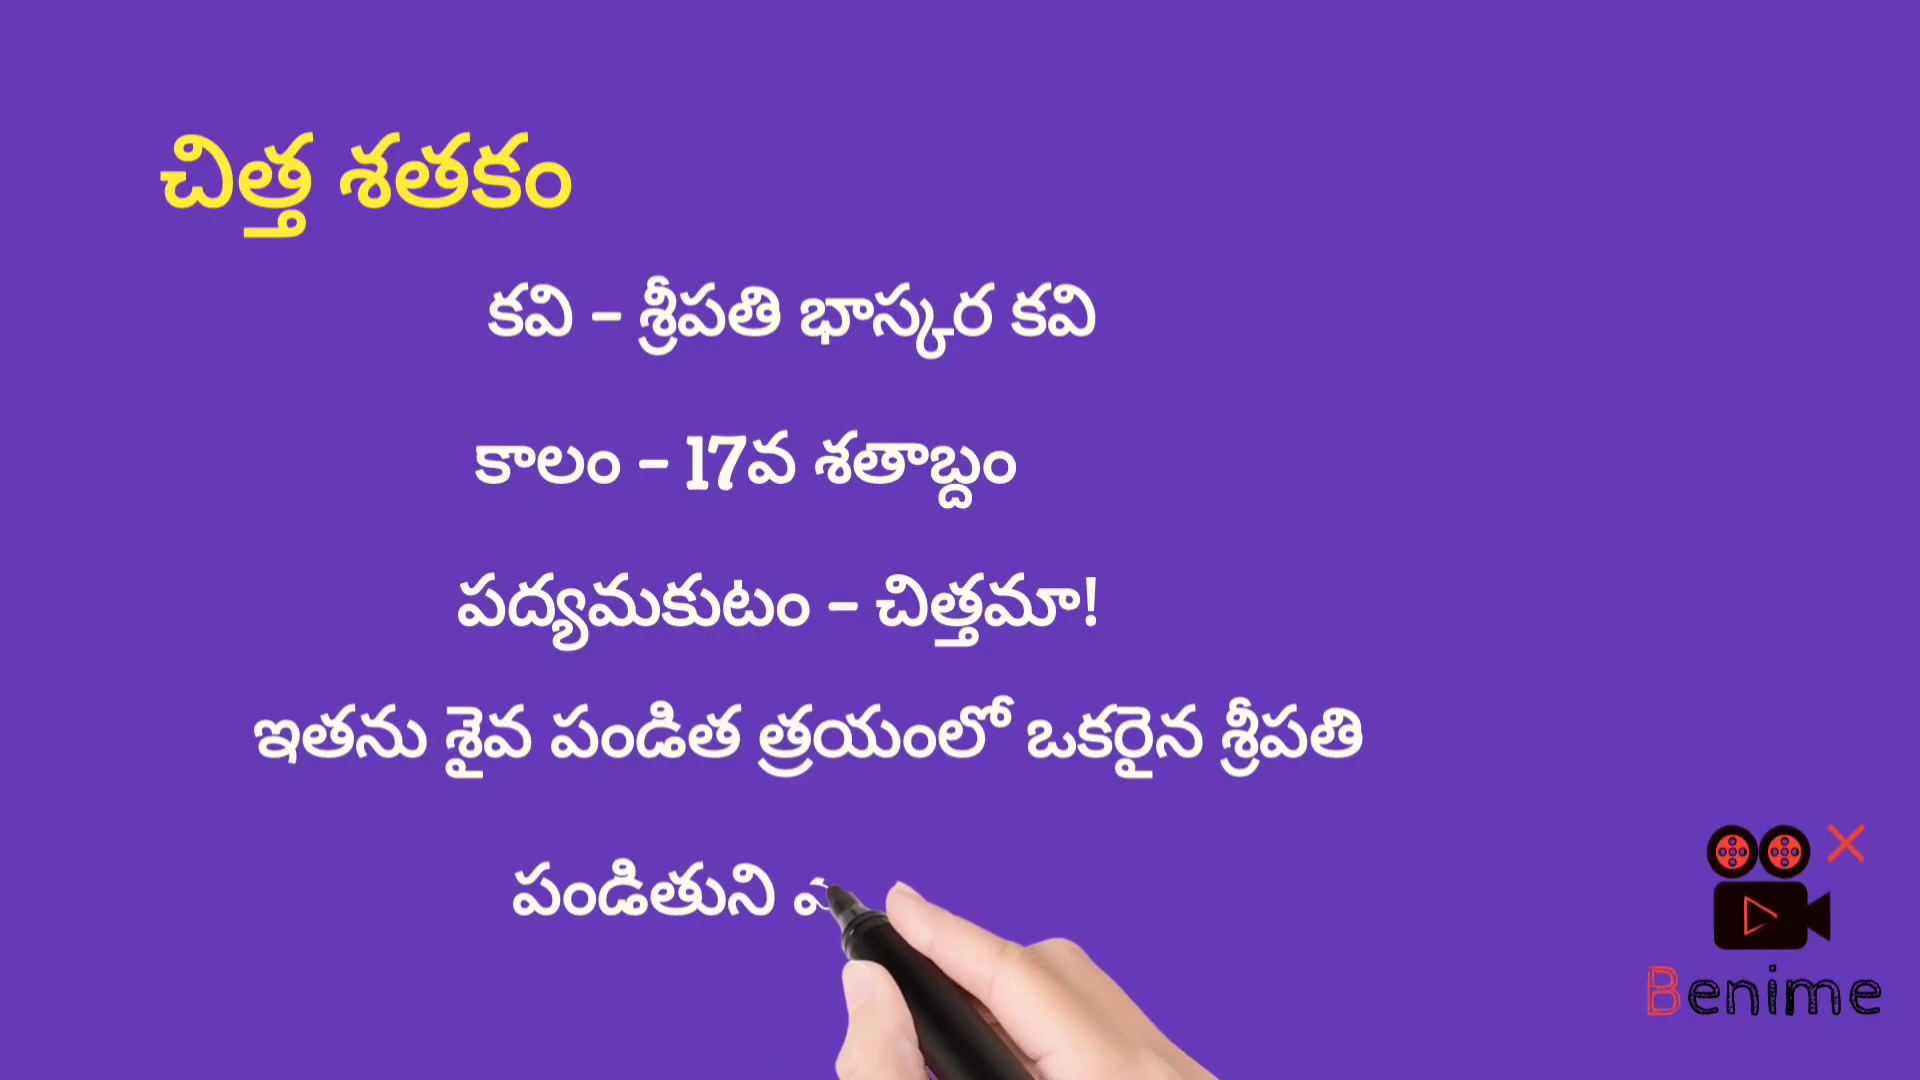 చిత్త శతకం
కవి - శ్రీపతి భాస్కర కవి
కాలం - 17వ శతాబ్దం
పద్యమకుటం - చిత్తమా!
ఇతను శైవ పండిత త్రయంలో ఒకరైన శ్రీపతి
పండితుని
Benime